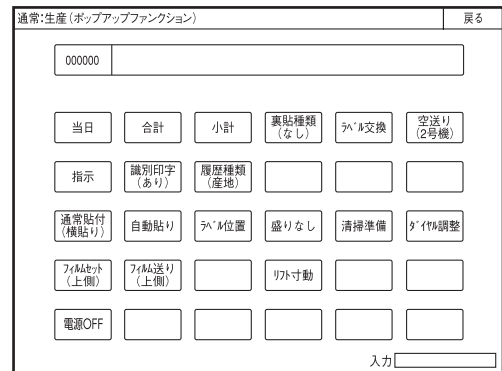 通常:生産(ポップアップファンクション) 戻る
000000
当日 合計 小計 裏貼種類(なし) ﾗﾍﾞﾙ交換 空送り(2号機)
指示 識別印字(あり) 履歴種類(産地)
通常貼付(横貼り) 自動貼り ﾗﾍﾞﾙ位置 盛りなし 清掃準備 ﾀﾞｲﾔﾙ調整
ﾌｨﾙﾑｾｯﾄ(上側) ﾌｨﾙﾑ送り(上側) ﾘﾌﾄ寸動
電源OFF
入力